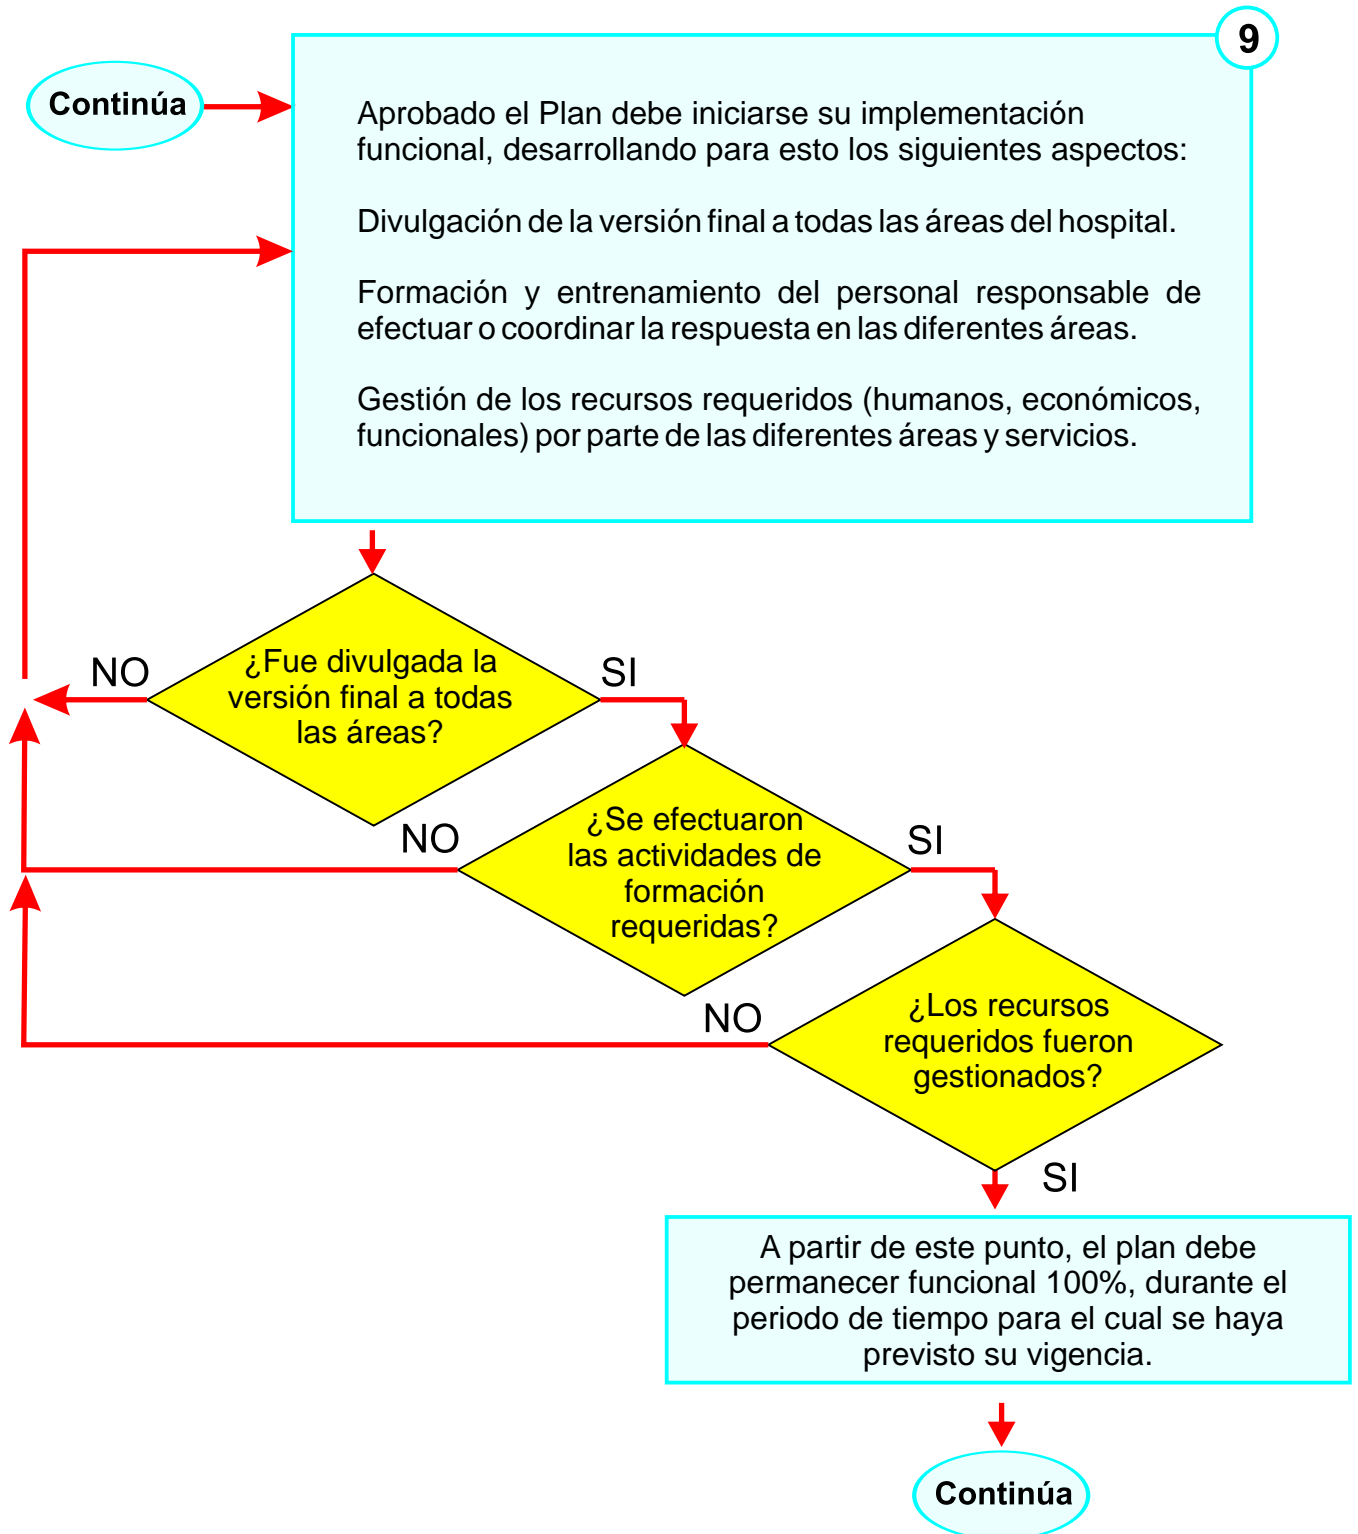 9
Continúa
Aprobado el Plan debe iniciarse su implementación
funcional, desarrollando para esto los siguientes aspectos:
Divulgación de la versión final a todas las áreas del hospital.
Formación y entrenamiento del personal responsable de
efectuar o coordinar la respuesta en las diferentes áreas.
Gestión de los recursos requeridos (humanos, económicos,
funcionales) por parte de las diferentes áreas y servicios.
NO
¿Fue divulgada la
versión final a todas
las áreas?
SI
NO
¿Se efectuaron
las actividades de
formación
requeridas?
SI
NO
¿Los recursos
requeridos fueron
gestionados?
SI
A partir de este punto, el plan debe
permanecer funcional 100%, durante el
periodo de tiempo para el cual se haya
previsto su vigencia.
Continúa